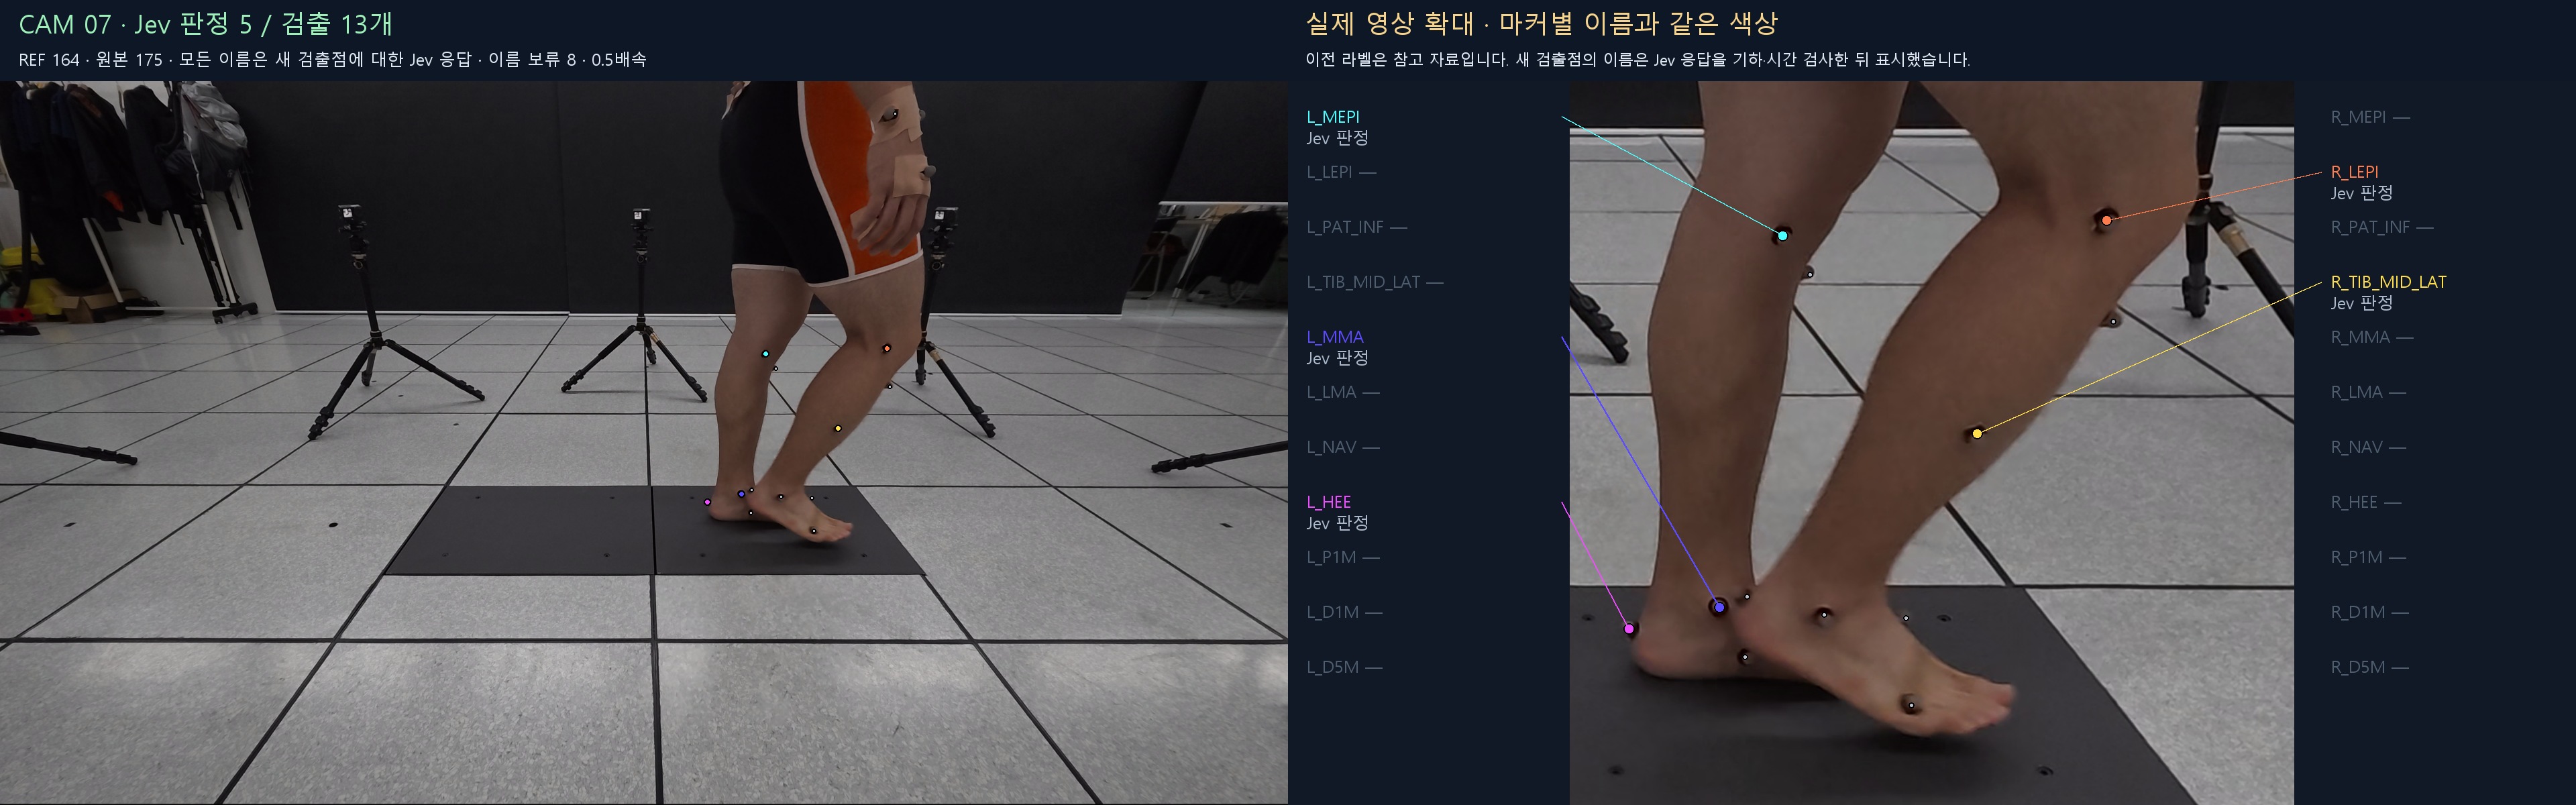 CAM 07 · Jev 판정 5 / 검출 13개
REF 164 · 원본 175 · 모든 이름은 새 검출점에 대한 Jev 응답 · 이름 보류 8 · 0.5배속
실제 영상 확대 · 마커별 이름과 같은 색상
이전 라벨은 참고 자료입니다. 새 검출점의 이름은 Jev 응답을 기하·시간 검사한 뒤 표시했습니다.
L_MEPI
Jev 판정
L_LEPI —
L_PAT_INF —
L_TIB_MID_LAT —
L_MMA
Jev 판정
L_LMA —
L_NAV —
L_HEE
Jev 판정
L_P1M —
L_D1M —
L_D5M —
R_MEPI —
R_LEPI
Jev 판정
R_PAT_INF —
R_TIB_MID_LAT
Jev 판정
R_MMA —
R_LMA —
R_NAV —
R_HEE —
R_P1M —
R_D1M —
R_D5M —